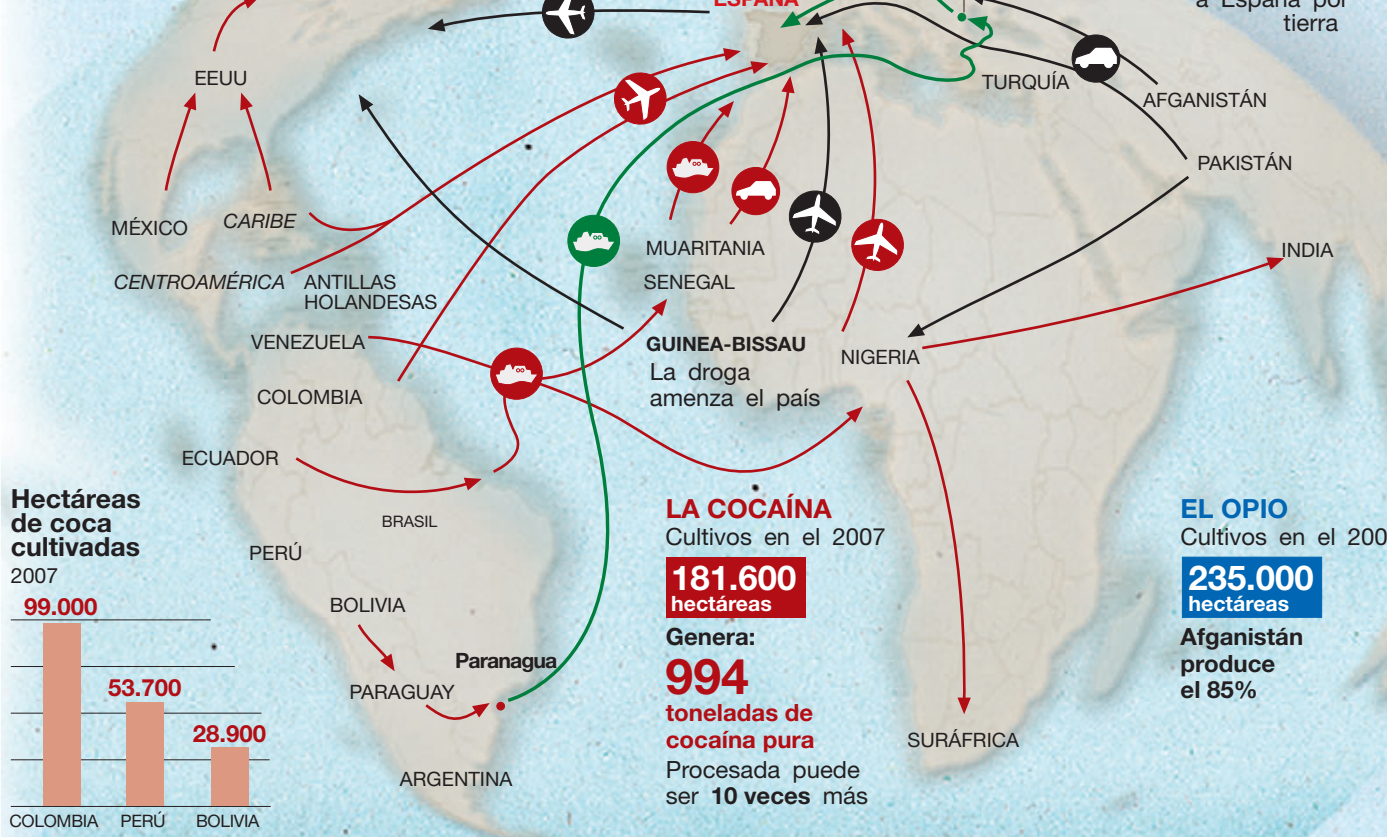 ESPAÑA
a España por
tierra
EEUU
TURQUÍA
AFGANISTÁN
PAKISTÁN
MÉXICO
CARIBE
MUARITANIA
INDIA
CENTROAMÉRICA
ANTILLAS
HOLANDESAS
SENEGAL
VENEZUELA
GUINEA-BISSAU
La droga
amenza el país
NIGERIA
COLOMBIA
ECUADOR
BRASIL
PERÚ
BOLIVIA
Paranagua
PARAGUAY
ARGENTINA
SURÁFRICA
Hectáreas
de coca
cultivadas
2007
99.000
53.700
28.900
COLOMBIA
PERÚ
BOLIVIA
LA COCAÍNA
Cultivos en el 2007
181.600
hectáreas
Genera:
994
toneladas de
cocaína pura
Procesada puede
ser 10 veces más
EL OPIO
Cultivos en el 200
235.000
hectáreas
Afganistán
produce
el 85%